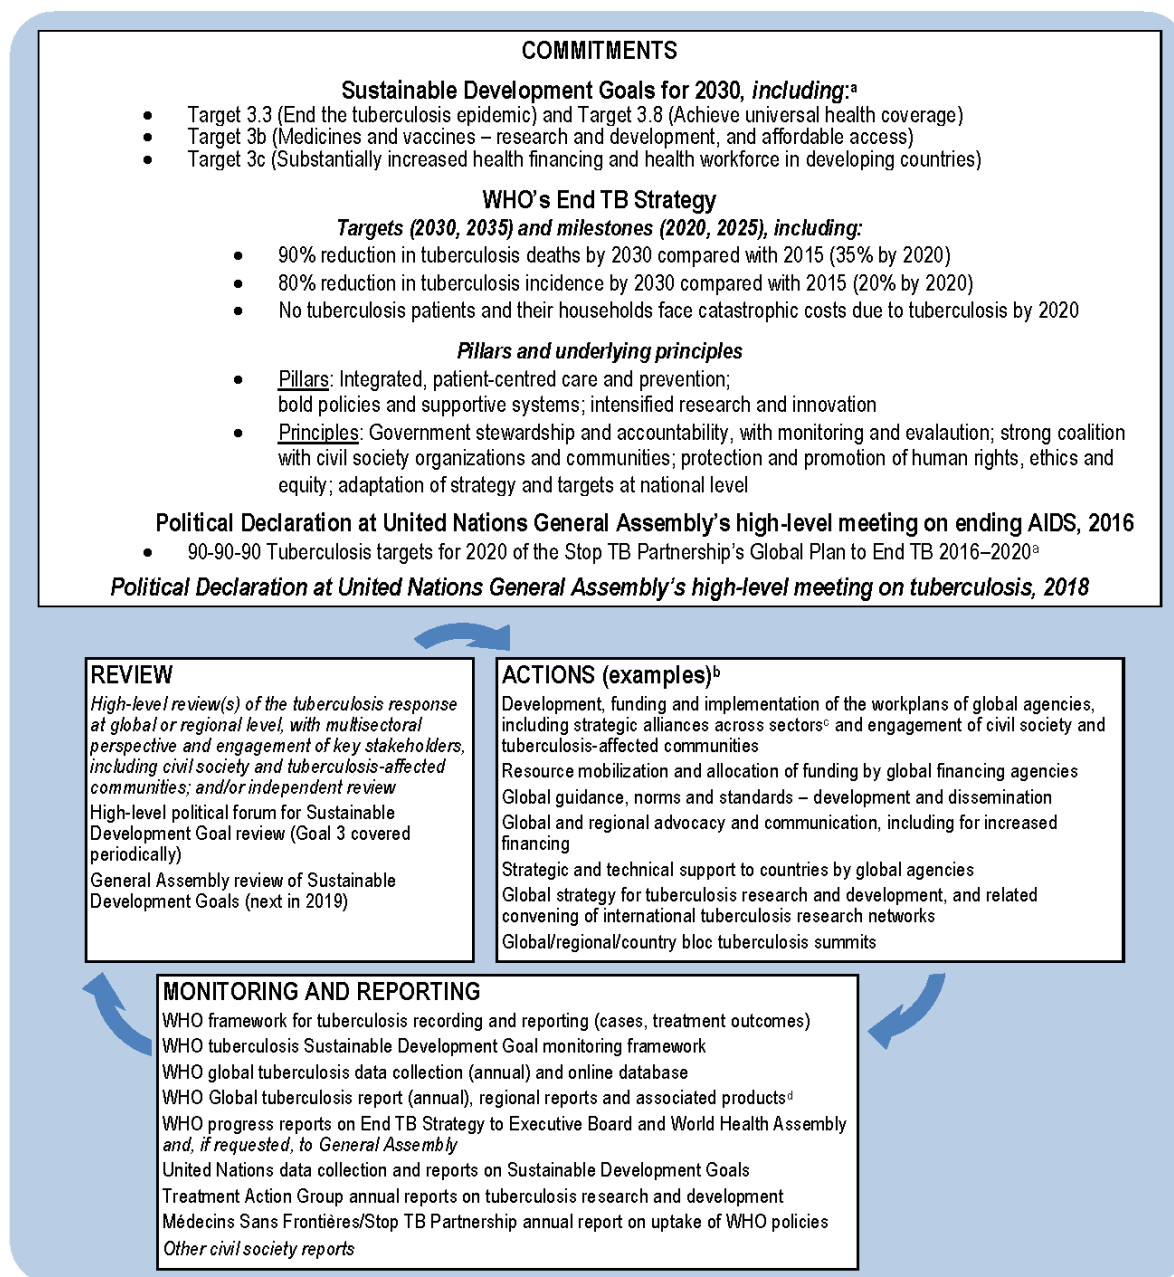 COMMITMENTS
Sustainable Development Goals for 2030, including:ᵃ
• Target 3.3 (End the tuberculosis epidemic) and Target 3.8 (Achieve universal health coverage)
• Target 3b (Medicines and vaccines – research and development, and affordable access)
• Target 3c (Substantially increased health financing and health workforce in developing countries)
WHO's End TB Strategy
Targets (2030, 2035) and milestones (2020, 2025), including:
• 90% reduction in tuberculosis deaths by 2030 compared with 2015 (35% by 2020)
• 80% reduction in tuberculosis incidence by 2030 compared with 2015 (20% by 2020)
• No tuberculosis patients and their households face catastrophic costs due to tuberculosis by 2020
Pillars and underlying principles
• Pillars: Integrated, patient-centred care and prevention;
bold policies and supportive systems; intensified research and innovation
• Principles: Government stewardship and accountability, with monitoring and evalaution; strong coalition
with civil society organizations and communities; protection and promotion of human rights, ethics and
equity; adaptation of strategy and targets at national level
Political Declaration at United Nations General Assembly's high-level meeting on ending AIDS, 2016
• 90-90-90 Tuberculosis targets for 2020 of the Stop TB Partnership's Global Plan to End TB 2016–2020ᵃ
Political Declaration at United Nations General Assembly's high-level meeting on tuberculosis, 2018
REVIEW
High-level review(s) of the tuberculosis response
at global or regional level, with multisectoral
perspective and engagement of key stakeholders,
including civil society and tuberculosis-affected
communities; and/or independent review
High-level political forum for Sustainable
Development Goal review (Goal 3 covered
periodically)
General Assembly review of Sustainable
Development Goals (next in 2019)
ACTIONS (examples)ᵇ
Development, funding and implementation of the workplans of global agencies,
including strategic alliances across sectorsᶜ and engagement of civil society and
tuberculosis-affected communities
Resource mobilization and allocation of funding by global financing agencies
Global guidance, norms and standards – development and dissemination
Global and regional advocacy and communication, including for increased
financing
Strategic and technical support to countries by global agencies
Global strategy for tuberculosis research and development, and related
convening of international tuberculosis research networks
Global/regional/country bloc tuberculosis summits
MONITORING AND REPORTING
WHO framework for tuberculosis recording and reporting (cases, treatment outcomes)
WHO tuberculosis Sustainable Development Goal monitoring framework
WHO global tuberculosis data collection (annual) and online database
WHO Global tuberculosis report (annual), regional reports and associated productsᵈ
WHO progress reports on End TB Strategy to Executive Board and World Health Assembly
and, if requested, to General Assembly
United Nations data collection and reports on Sustainable Development Goals
Treatment Action Group annual reports on tuberculosis research and development
Médecins Sans Frontières/Stop TB Partnership annual report on uptake of WHO policies
Other civil society reports